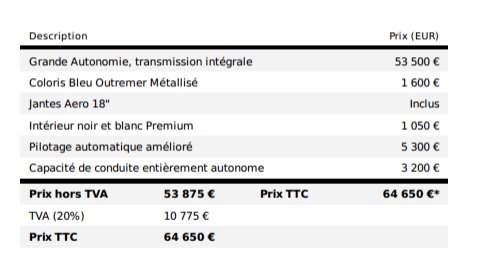 Description Prix (EUR)
Grande Autonomie, transmission intégrale 53 500 €
Coloris Bleu Outremer Métallisé 1 600 €
Jantes Aero 18" Inclus
Intérieur noir et blanc Premium 1 050 €
Pilotage automatique amélioré 5 300 €
Capacité de conduite entièrement autonome 3 200 €
Prix hors TVA 53 875 € Prix TTC 64 650 €*
TVA (20%) 10 775 €
Prix TTC 64 650 €